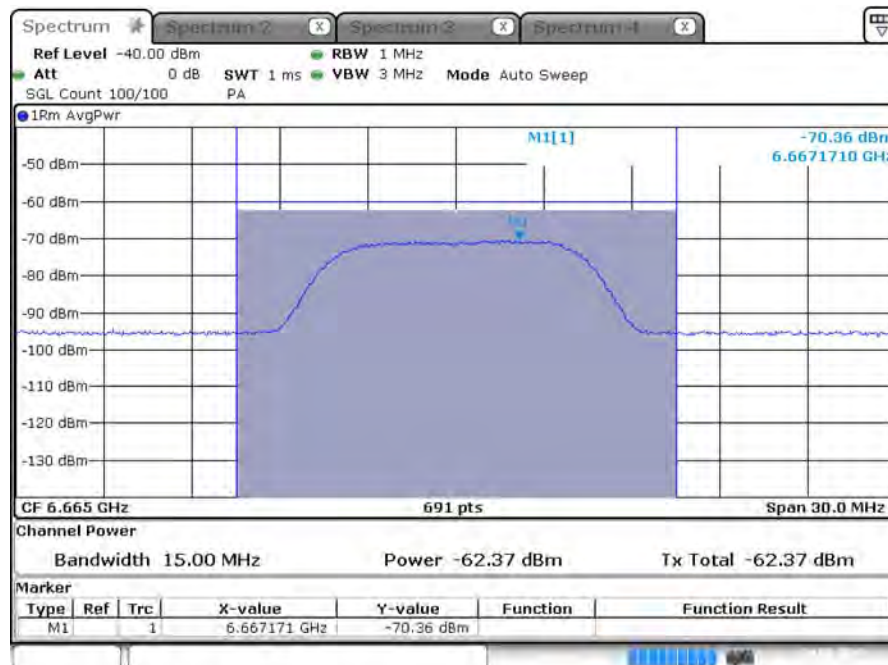 Spectrum Spectrum 2 X Spectrum 3 X Spectrum 4 X
Ref Level -40.00 dBm RBW 1 MHz
Att 0 dB SWT 1 ms VBW 3 MHz Mode Auto Sweep
SGL Count 100/100 PA
1Rm AvgPwr
M1[1] -70.36 dBm
6.6671710 GHz
-50 dBm
-60 dBm
M1
-70 dBm
-80 dBm
-90 dBm
-100 dBm
-110 dBm
-120 dBm
-130 dBm
CF 6.665 GHz 691 pts Span 30.0 MHz
Channel Power
Bandwidth 15.00 MHz Power -62.37 dBm Tx Total -62.37 dBm
Marker
Type Ref Trc X-value Y-value Function Function Result
M1 1 6.667171 GHz -70.36 dBm